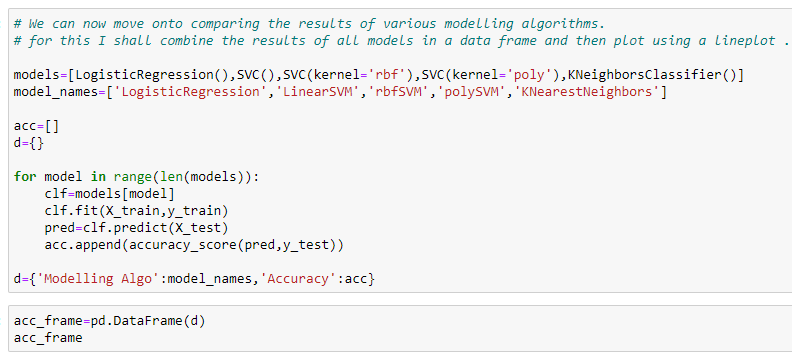 # We can now move onto comparing the results of various modelling algorithms.
# for this I shall combine the results of all models in a data frame and then plot using a lineplot .
models=[LogisticRegression(),SVC(),SVC(kernel='rbf'),SVC(kernel='poly'),KNeighborsClassifier()]
model_names=['LogisticRegression','LinearSVM','rbfSVM','polySVM','KNearestNeighbors']
acc=[]
d={}
for model in range(len(models)):
    clf=models[model]
    clf.fit(X_train,y_train)
    pred=clf.predict(X_test)
    acc.append(accuracy_score(pred,y_test))
d={'Modelling Algo':model_names,'Accuracy':acc}
acc_frame=pd.DataFrame(d)
acc_frame